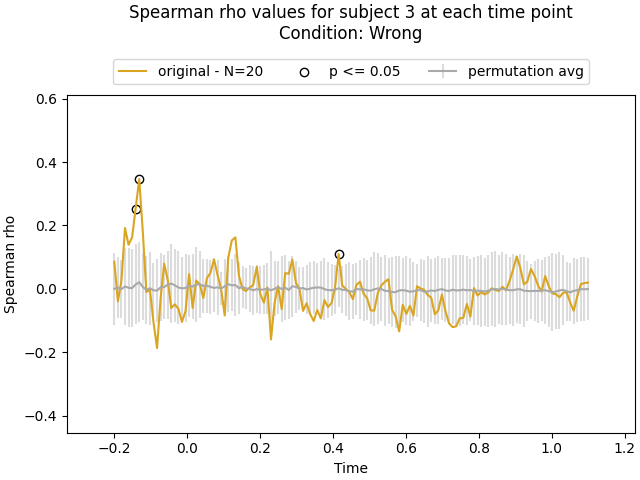 Spearman rho values for subject 3 at each time point
Condition: Wrong
original - N=20 p <= 0.05 permutation avg
0.6
0.4
0.2
0.0
−0.2
−0.4
Spearman rho
−0.2 0.0 0.2 0.4 0.6 0.8 1.0 1.2
Time